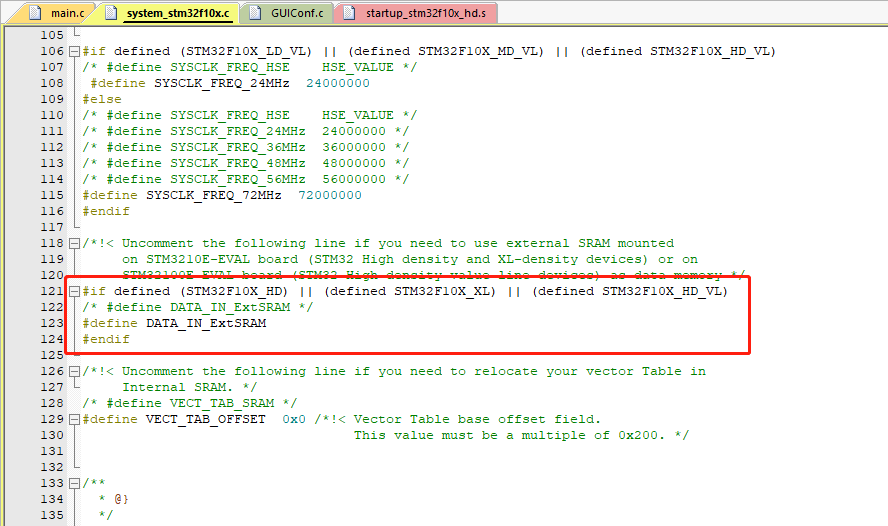 main.c system_stm32f10x.c GUIConf.c startup_stm32f10x_hd.s
105
106 #if defined (STM32F10X_LD_VL) || (defined STM32F10X_MD_VL) || (defined STM32F10X_HD_VL)
107 /* #define SYSCLK_FREQ_HSE    HSE_VALUE */
108  #define SYSCLK_FREQ_24MHz  24000000
109 #else
110 /* #define SYSCLK_FREQ_HSE    HSE_VALUE */
111 /* #define SYSCLK_FREQ_24MHz  24000000 */
112 /* #define SYSCLK_FREQ_36MHz  36000000 */
113 /* #define SYSCLK_FREQ_48MHz  48000000 */
114 /* #define SYSCLK_FREQ_56MHz  56000000 */
115 #define SYSCLK_FREQ_72MHz  72000000
116 #endif
117
118 /*!< Uncomment the following line if you need to use external SRAM mounted
119      on STM3210E-EVAL board (STM32 High density and XL-density devices) or on
120      STM32100E-EVAL board (STM32 High-density value line devices) as data memory */
121 #if defined (STM32F10X_HD) || (defined STM32F10X_XL) || (defined STM32F10X_HD_VL)
122 /* #define DATA_IN_ExtSRAM */
123 #define DATA_IN_ExtSRAM
124 #endif
125
126 /*!< Uncomment the following line if you need to relocate your vector Table in
127      Internal SRAM. */
128 /* #define VECT_TAB_SRAM */
129 #define VECT_TAB_OFFSET  0x0 /*!< Vector Table base offset field.
130                                   This value must be a multiple of 0x200. */
131
132
133 /**
134   * @}
135   */